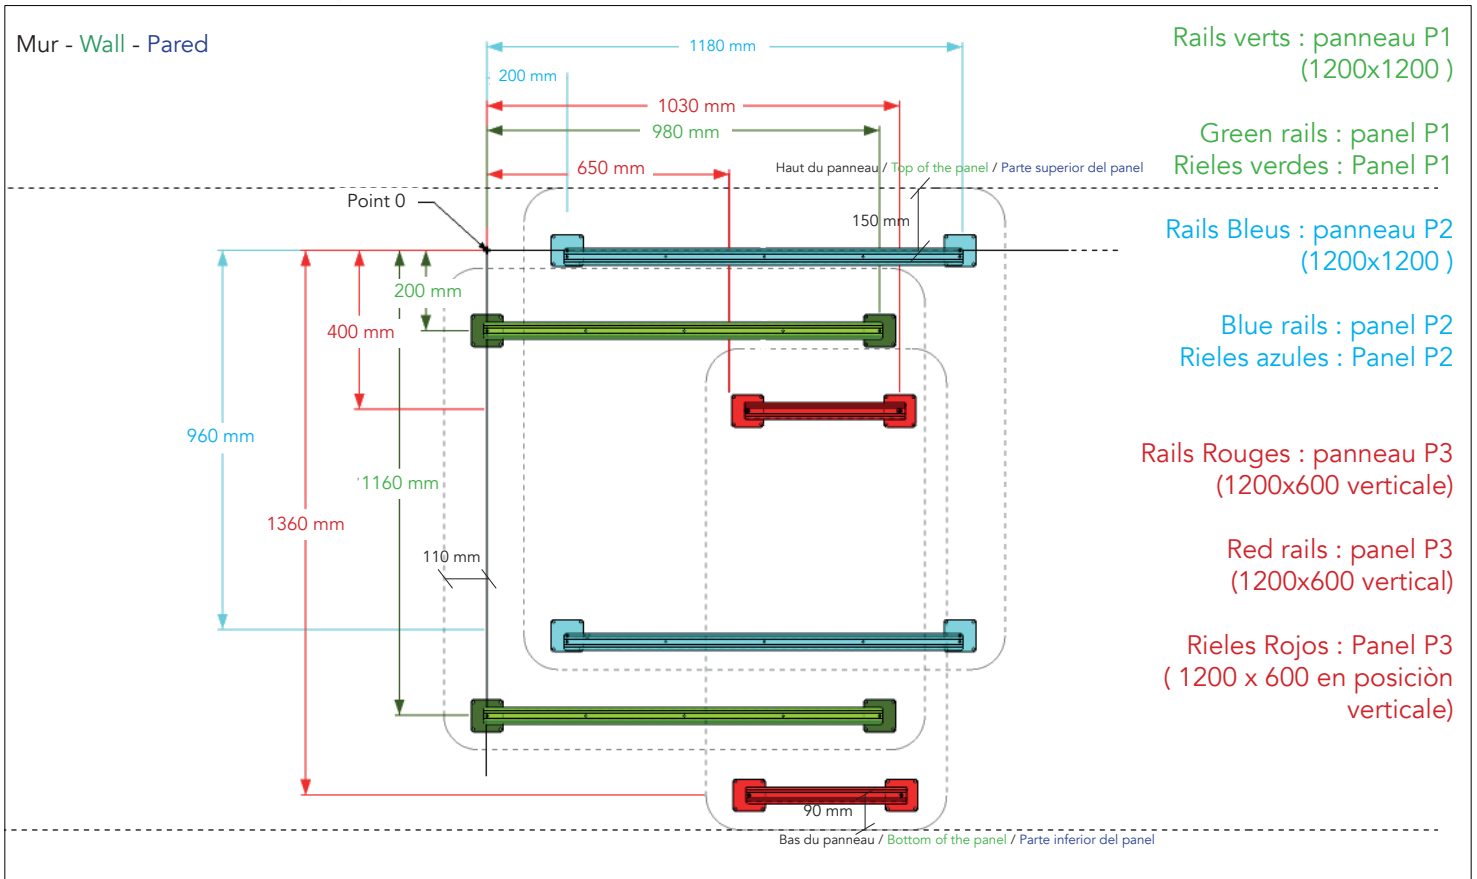 Mur - Wall - Pared
1180 mm
200 mm
1030 mm
980 mm
650 mm
Haut du panneau / Top of the panel / Parte superior del panel
Point 0
150 mm
200 mm
400 mm
960 mm
1160 mm
1360 mm
110 mm
90 mm
Bas du panneau / Bottom of the panel / Parte inferior del panel
Rails verts : panneau P1
(1200x1200 )
Green rails : panel P1
Rieles verdes : Panel P1
Rails Bleus : panneau P2
(1200x1200 )
Blue rails : panel P2
Rieles azules : Panel P2
Rails Rouges : panneau P3
(1200x600 verticale)
Red rails : panel P3
(1200x600 vertical)
Rieles Rojos : Panel P3
( 1200 x 600 en posiciòn
verticale)